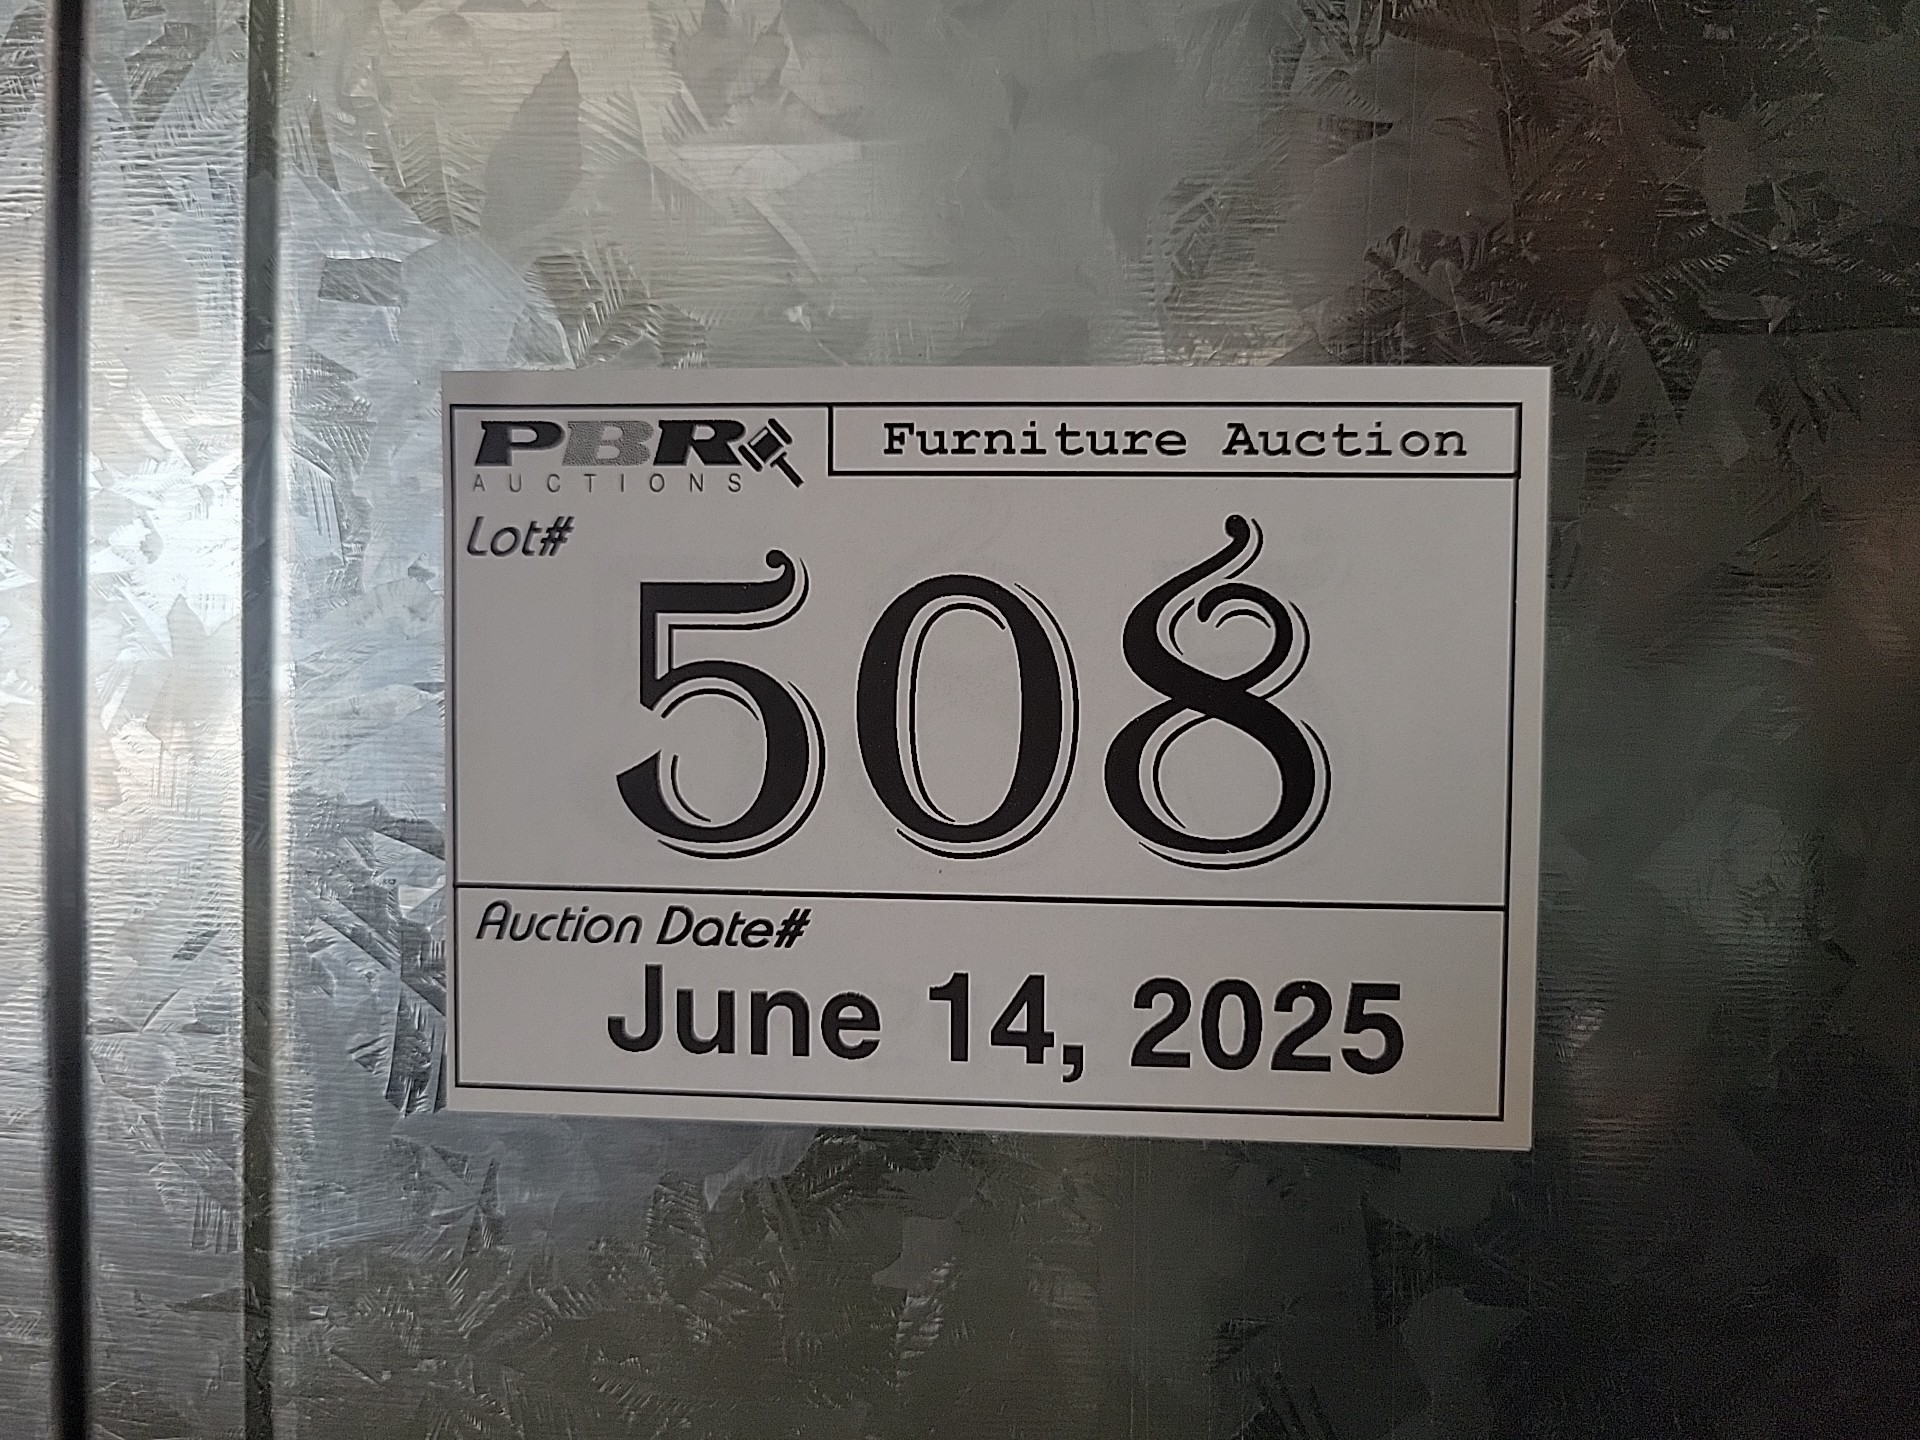 PBR
AUCTIONS
Furniture Auction
Lot#
508
Auction Date#
June 14, 2025